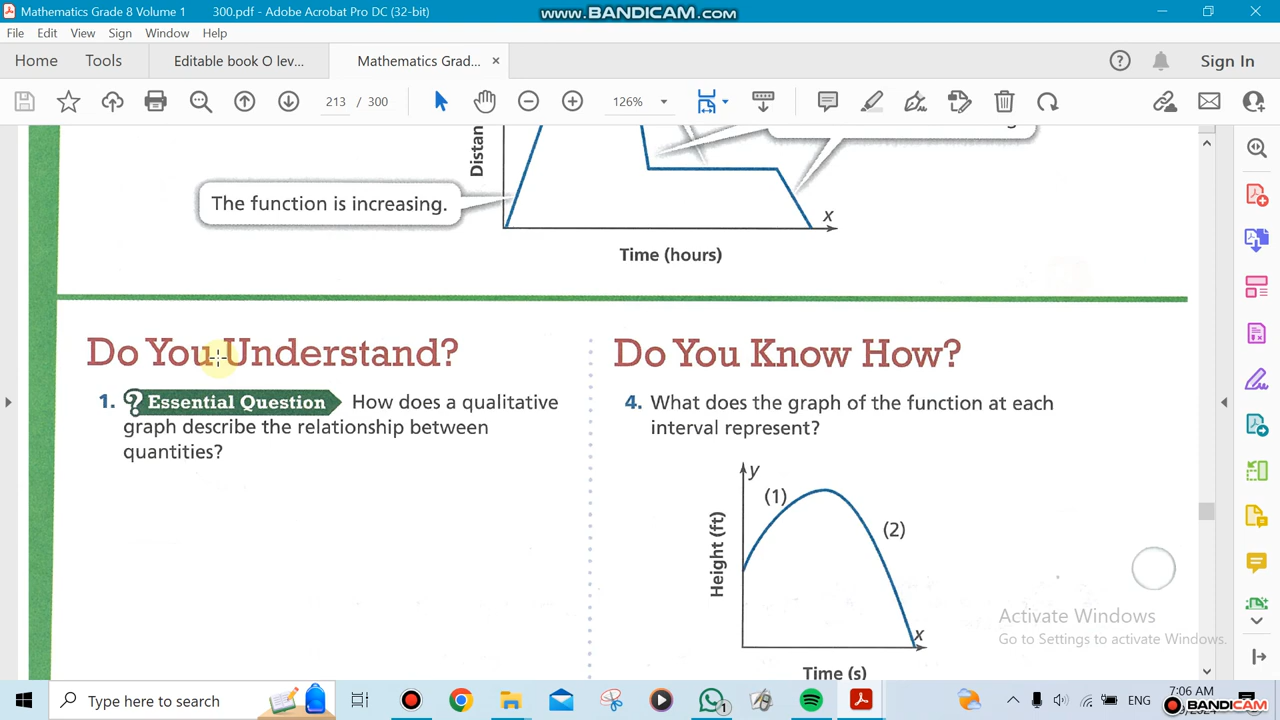 Mathematics Grade 8 Volume 1 300.pdf - Adobe Acrobat Pro DC (32-bit)
www.BANDICAM.com
File Edit View Sign Window Help
Home Tools Editable book O lev... Mathematics Grad... × Sign In
213 / 300 126%
Distan
The function is increasing.
x
Time (hours)
Do You Understand?
1. ? Essential Question How does a qualitative
graph describe the relationship between
quantities?
Do You Know How?
4. What does the graph of the function at each
interval represent?
y
(1)
(2)
Height (ft)
x
Time (s)
Activate Windows
Go to Settings to activate Windows.
Type here to search
1
ENG
7:06 AM
BANDICAM